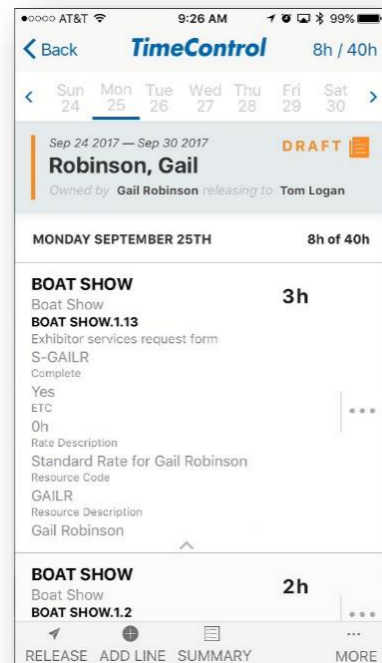 AT&T 9:26 AM 99%
Back TimeControl 8h / 40h
Sun Mon Tue Wed Thu Fri Sat
24 25 26 27 28 29 30
Sep 24 2017 — Sep 30 2017 DRAFT
Robinson, Gail
Owned by Gail Robinson releasing to Tom Logan
MONDAY SEPTEMBER 25TH 8h of 40h
BOAT SHOW 3h
Boat Show
BOAT SHOW.1.13
Exhibitor services request form
S-GAILR
Complete
Yes
ETC
0h
Rate Description
Standard Rate for Gail Robinson
Resource Code
GAILR
Resource Description
Gail Robinson
BOAT SHOW 2h
Boat Show
BOAT SHOW.1.2
RELEASE ADD LINE SUMMARY MORE